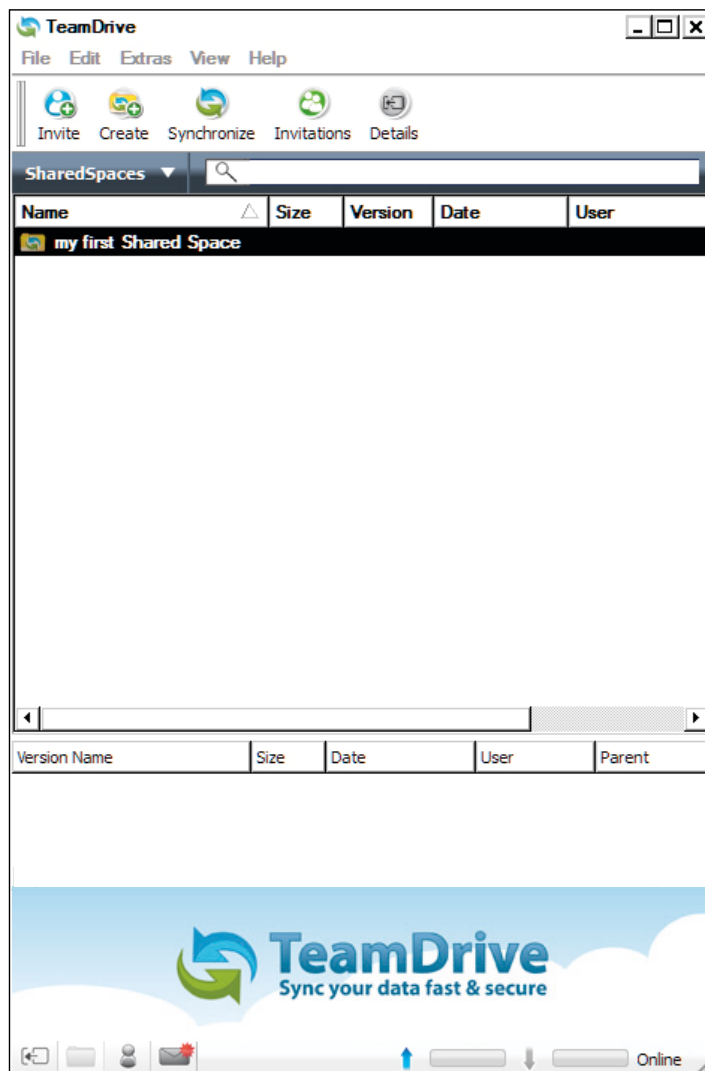 TeamDrive
File Edit Extras View Help
Invite Create Synchronize Invitations Details
SharedSpaces
Name Size Version Date User
my first Shared Space
Version Name Size Date User Parent
TeamDrive
Sync your data fast & secure
Online